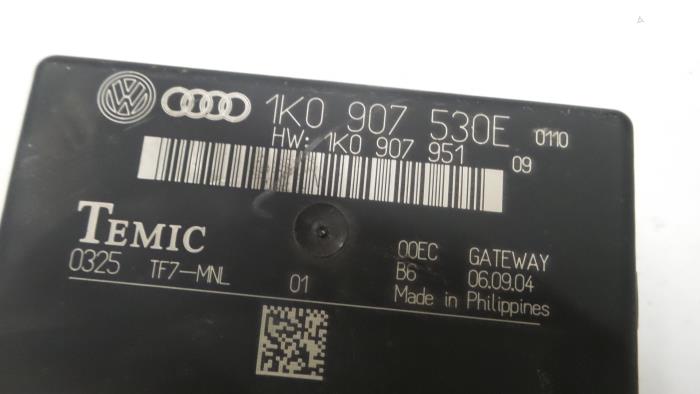 1K0 907 530E 0110
HW: 1K0 907 951 09
TEMIC
00EC GATEWAY
0325 TF7-MNL 01 B6 06.09.04
Made in Philippines